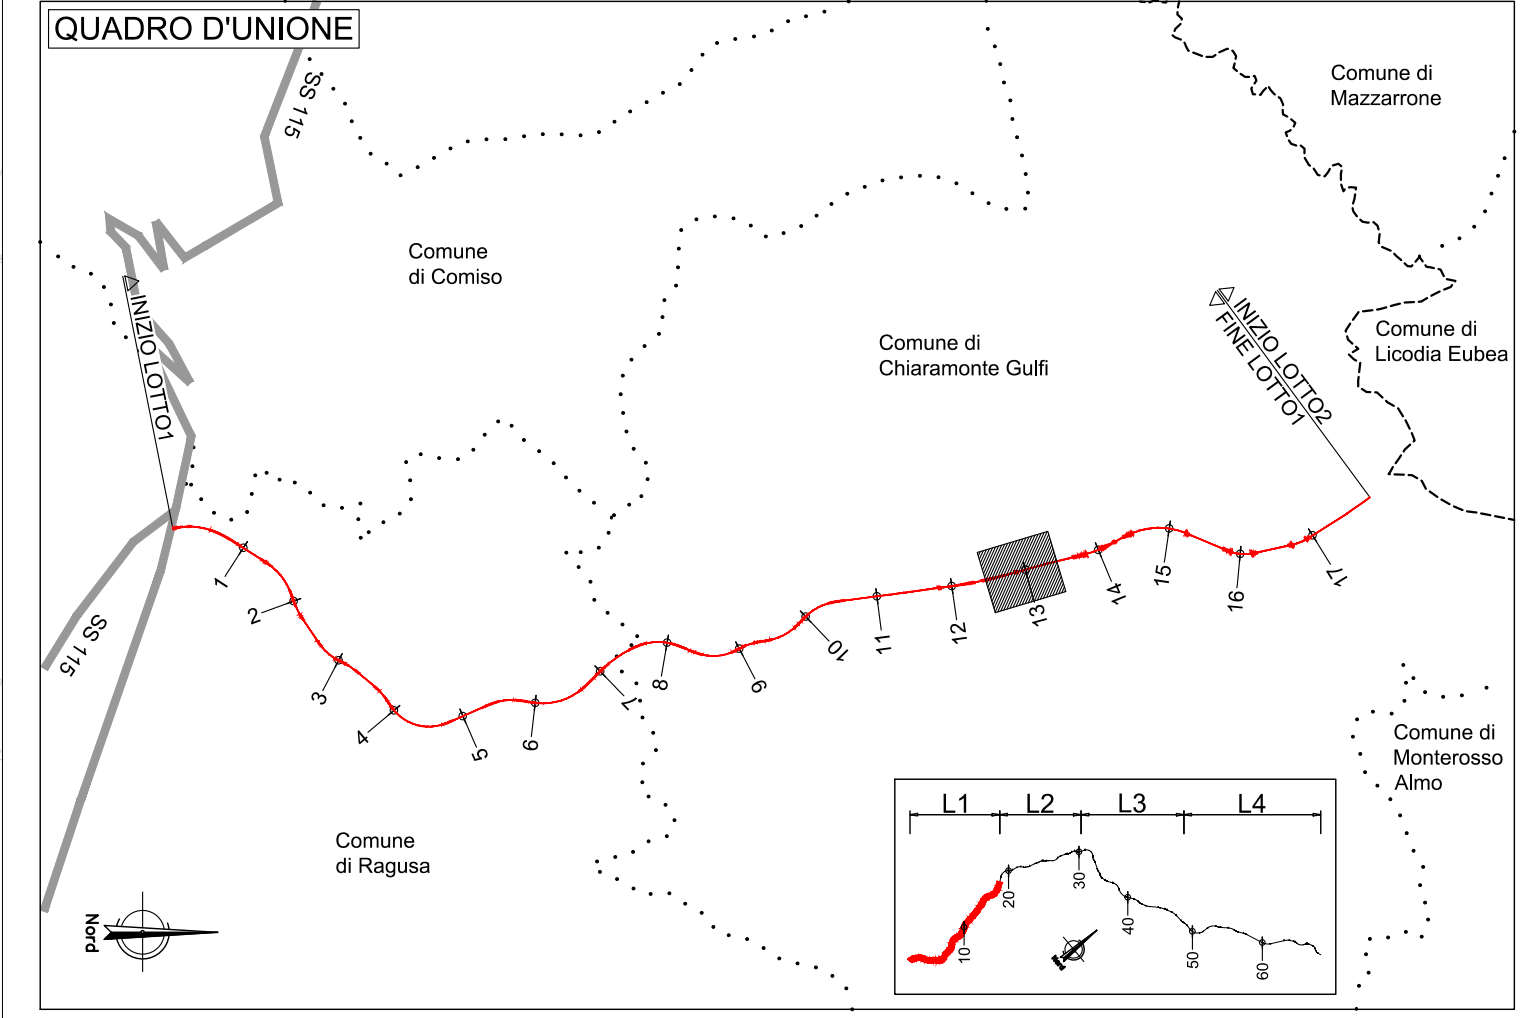 QUADRO D'UNIONE
SS 115
Comune di
Mazzarrone
Comune
di Comiso
INIZIO LOTTO1
Comune di
Chiaramonte Gulfi
INIZIO LOTTO2
FINE LOTTO1
Comune di
Licodia Eubea
1
2
3
4
5
6
7
8
9
10
11
12
13
14
15
16
17
SS 115
Comune di
Monterosso
Almo
Comune
di Ragusa
Nord
L1 L2 L3 L4
10
20
30
40
50
60
Nord